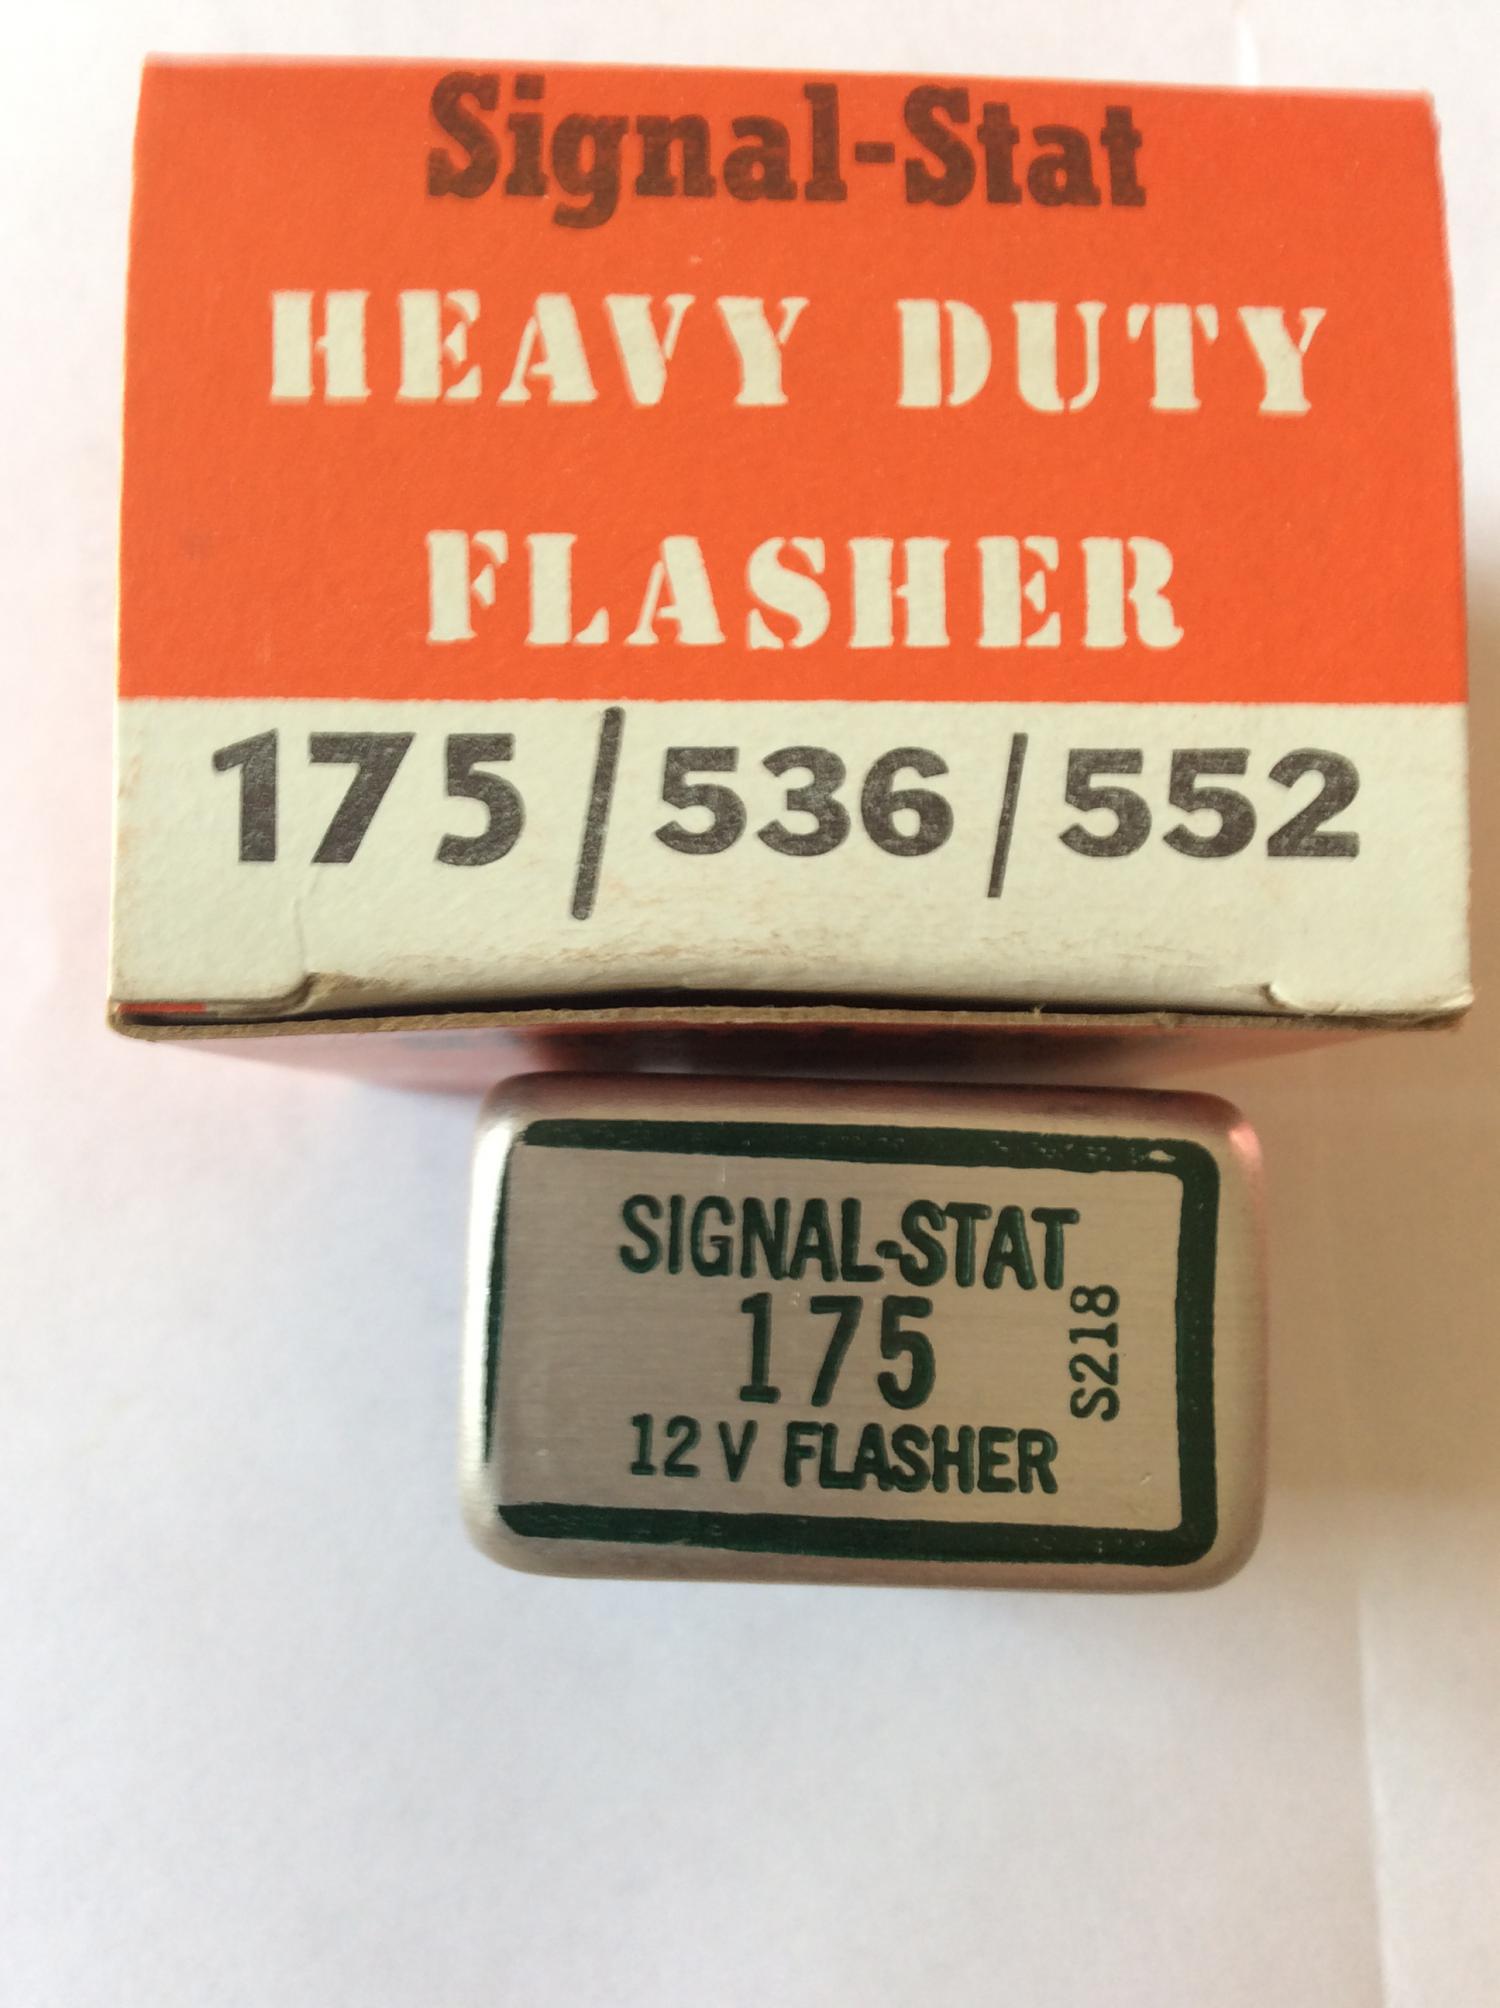 Signal-Stat
HEAVY DUTY
FLASHER
175/536/552
SIGNAL-STAT
175
S218
12 V FLASHER